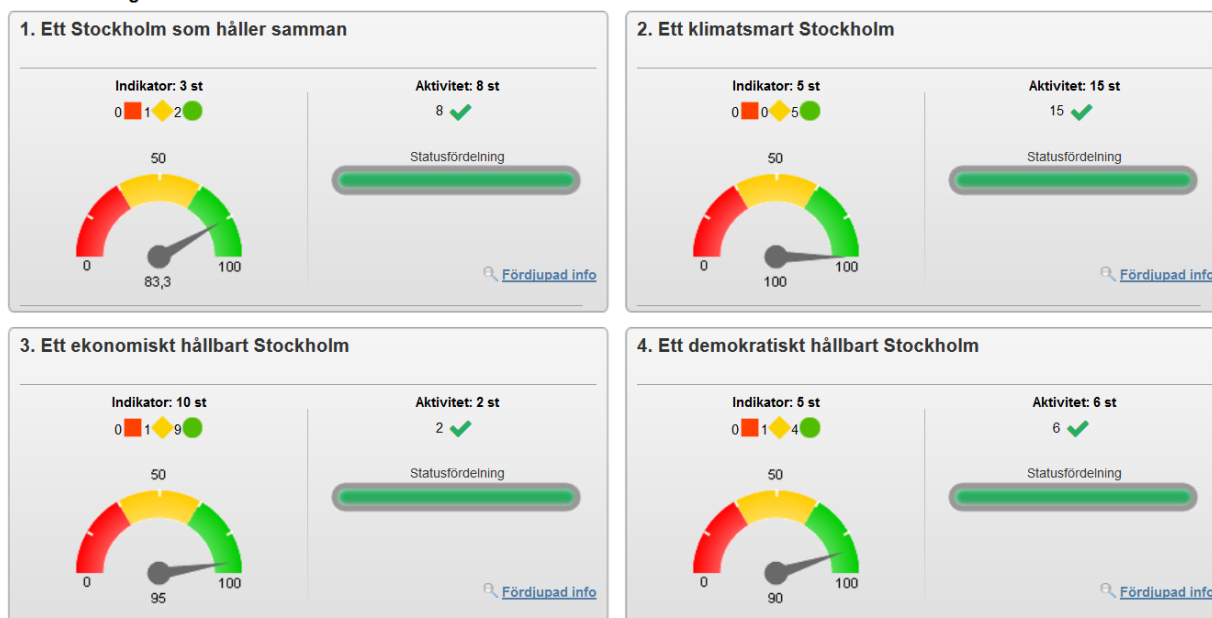 1. Ett Stockholm som håller samman
Indikator: 3 st
0 1 2
50
0
100
83,3
Aktivitet: 8 st
8
Statusfördelning
Fördjupad info
2. Ett klimatsmart Stockholm
Indikator: 5 st
0 0 5
50
0
100
100
Aktivitet: 15 st
15
Statusfördelning
Fördjupad info
3. Ett ekonomiskt hållbart Stockholm
Indikator: 10 st
0 1 9
50
0
100
95
Aktivitet: 2 st
2
Statusfördelning
Fördjupad info
4. Ett demokratiskt hållbart Stockholm
Indikator: 5 st
0 1 4
50
0
100
90
Aktivitet: 6 st
6
Statusfördelning
Fördjupad info